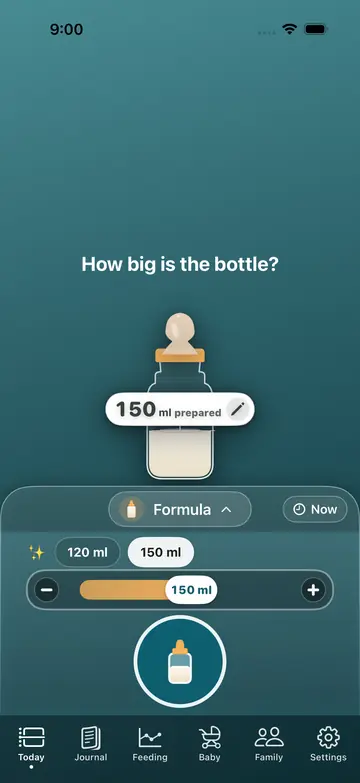 9:00
How big is the bottle?
150 ml prepared
Formula
Now
120 ml
150 ml
150 ml
Today
Journal
Feeding
Baby
Family
Settings